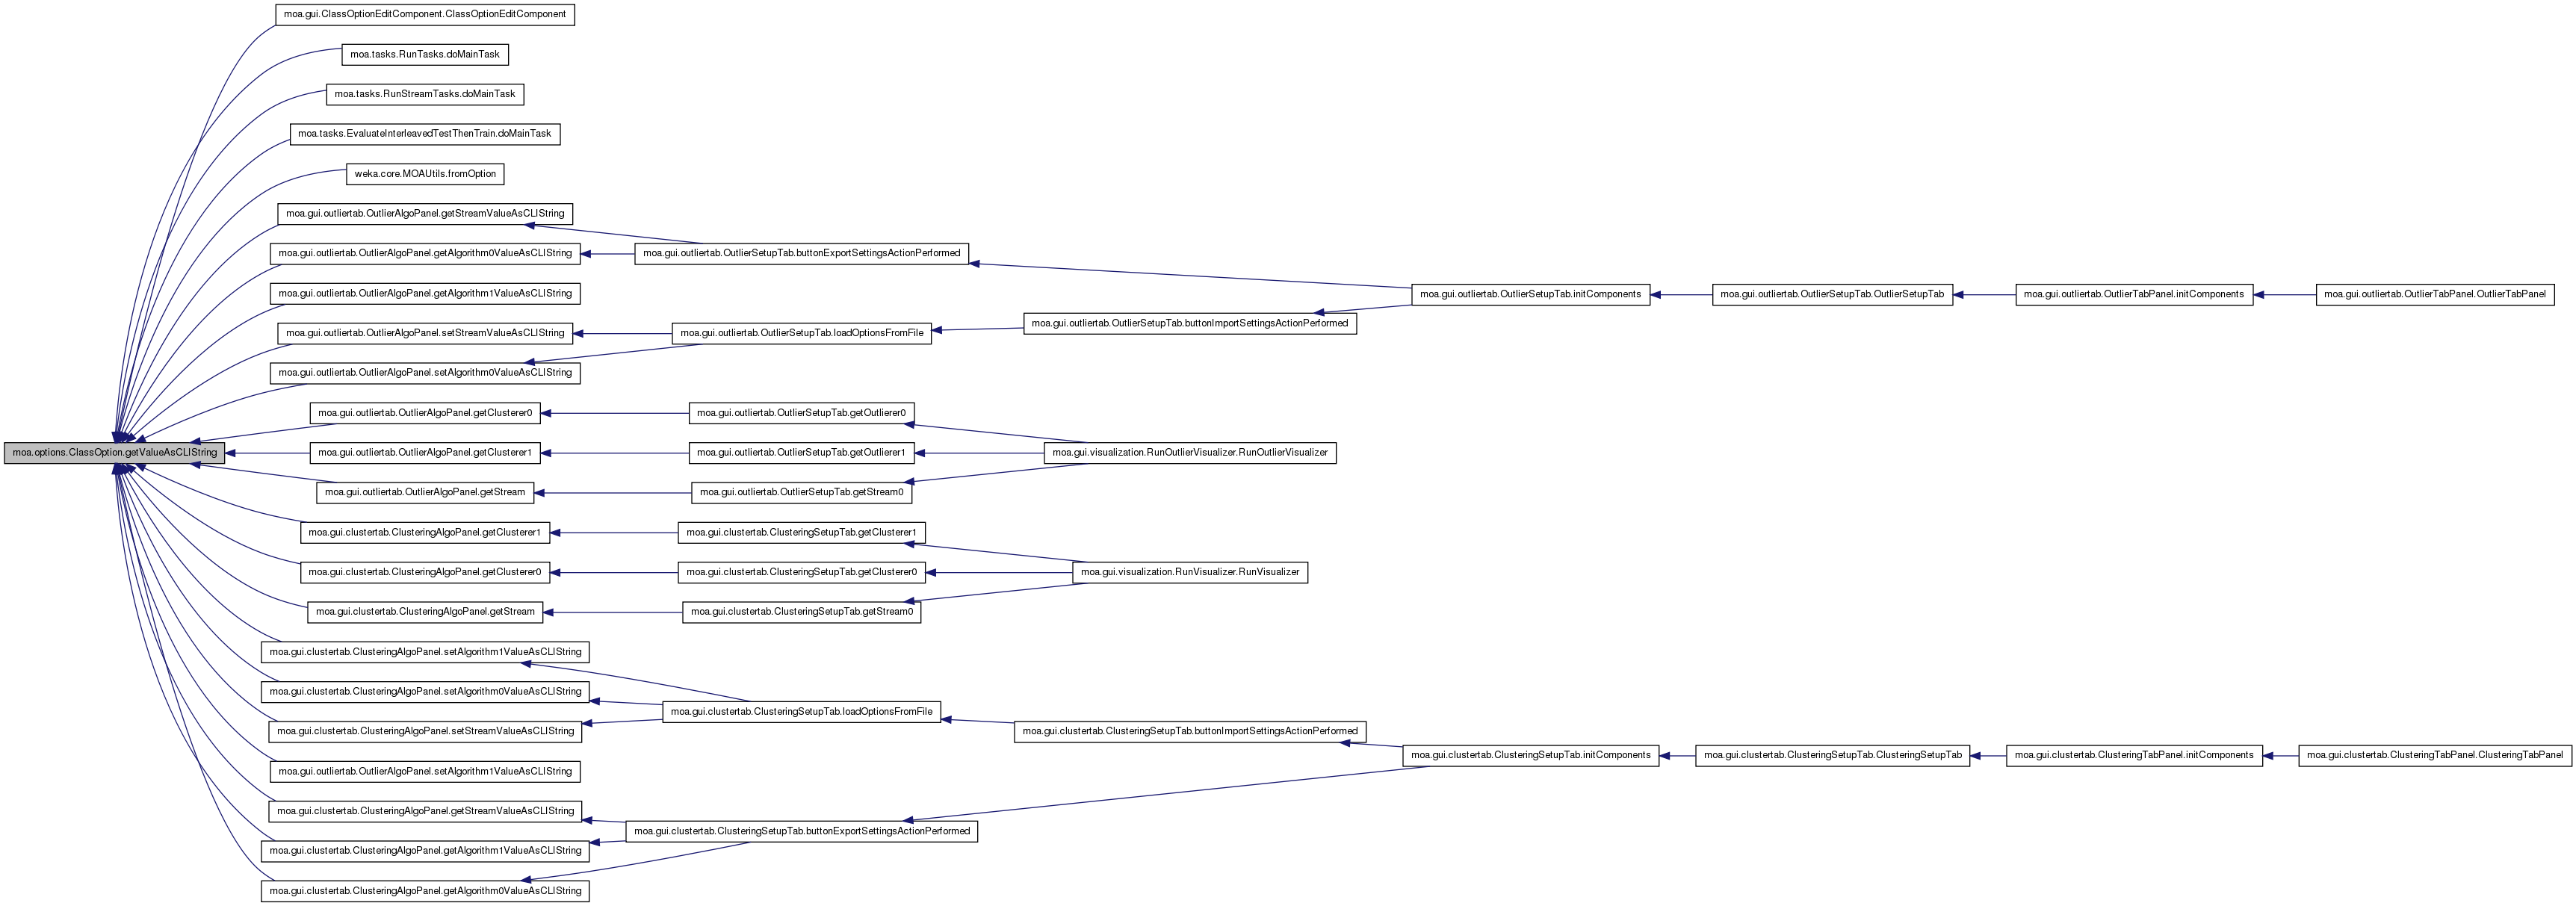 moa.gui.ClassOptionEditComponent.ClassOptionEditComponent
moa.tasks.RunTasks.doMainTask
moa.tasks.RunStreamTasks.doMainTask
moa.tasks.EvaluateInterleavedTestThenTrain.doMainTask
weka.core.MOAUtils.fromOption
moa.gui.outliertab.OutlierAlgoPanel.getStreamValueAsCLIString
moa.gui.outliertab.OutlierAlgoPanel.getAlgorithm0ValueAsCLIString
moa.gui.outliertab.OutlierSetupTab.buttonExportSettingsActionPerformed
moa.gui.outliertab.OutlierAlgoPanel.getAlgorithm1ValueAsCLIString
moa.gui.outliertab.OutlierSetupTab.initComponents
moa.gui.outliertab.OutlierSetupTab.OutlierSetupTab
moa.gui.outliertab.OutlierTabPanel.initComponents
moa.gui.outliertab.OutlierTabPanel.OutlierTabPanel
moa.gui.outliertab.OutlierAlgoPanel.setStreamValueAsCLIString
moa.gui.outliertab.OutlierSetupTab.loadOptionsFromFile
moa.gui.outliertab.OutlierSetupTab.buttonImportSettingsActionPerformed
moa.gui.outliertab.OutlierAlgoPanel.setAlgorithm0ValueAsCLIString
moa.gui.outliertab.OutlierAlgoPanel.getClusterer0
moa.gui.outliertab.OutlierSetupTab.getOutlierer0
moa.options.ClassOption.getValueAsCLIString
moa.gui.outliertab.OutlierAlgoPanel.getClusterer1
moa.gui.outliertab.OutlierSetupTab.getOutlierer1
moa.gui.visualization.RunOutlierVisualizer.RunOutlierVisualizer
moa.gui.outliertab.OutlierAlgoPanel.getStream
moa.gui.outliertab.OutlierSetupTab.getStream0
moa.gui.clustertab.ClusteringAlgoPanel.getClusterer1
moa.gui.clustertab.ClusteringSetupTab.getClusterer1
moa.gui.clustertab.ClusteringAlgoPanel.getClusterer0
moa.gui.clustertab.ClusteringSetupTab.getClusterer0
moa.gui.visualization.RunVisualizer.RunVisualizer
moa.gui.clustertab.ClusteringAlgoPanel.getStream
moa.gui.clustertab.ClusteringSetupTab.getStream0
moa.gui.clustertab.ClusteringAlgoPanel.setAlgorithm1ValueAsCLIString
moa.gui.clustertab.ClusteringAlgoPanel.setAlgorithm0ValueAsCLIString
moa.gui.clustertab.ClusteringSetupTab.loadOptionsFromFile
moa.gui.clustertab.ClusteringAlgoPanel.setStreamValueAsCLIString
moa.gui.clustertab.ClusteringSetupTab.buttonImportSettingsActionPerformed
moa.gui.clustertab.ClusteringSetupTab.initComponents
moa.gui.clustertab.ClusteringSetupTab.ClusteringSetupTab
moa.gui.clustertab.ClusteringTabPanel.initComponents
moa.gui.clustertab.ClusteringTabPanel.ClusteringTabPanel
moa.gui.outliertab.OutlierAlgoPanel.setAlgorithm1ValueAsCLIString
moa.gui.clustertab.ClusteringAlgoPanel.getStreamValueAsCLIString
moa.gui.clustertab.ClusteringSetupTab.buttonExportSettingsActionPerformed
moa.gui.clustertab.ClusteringAlgoPanel.getAlgorithm1ValueAsCLIString
moa.gui.clustertab.ClusteringAlgoPanel.getAlgorithm0ValueAsCLIString